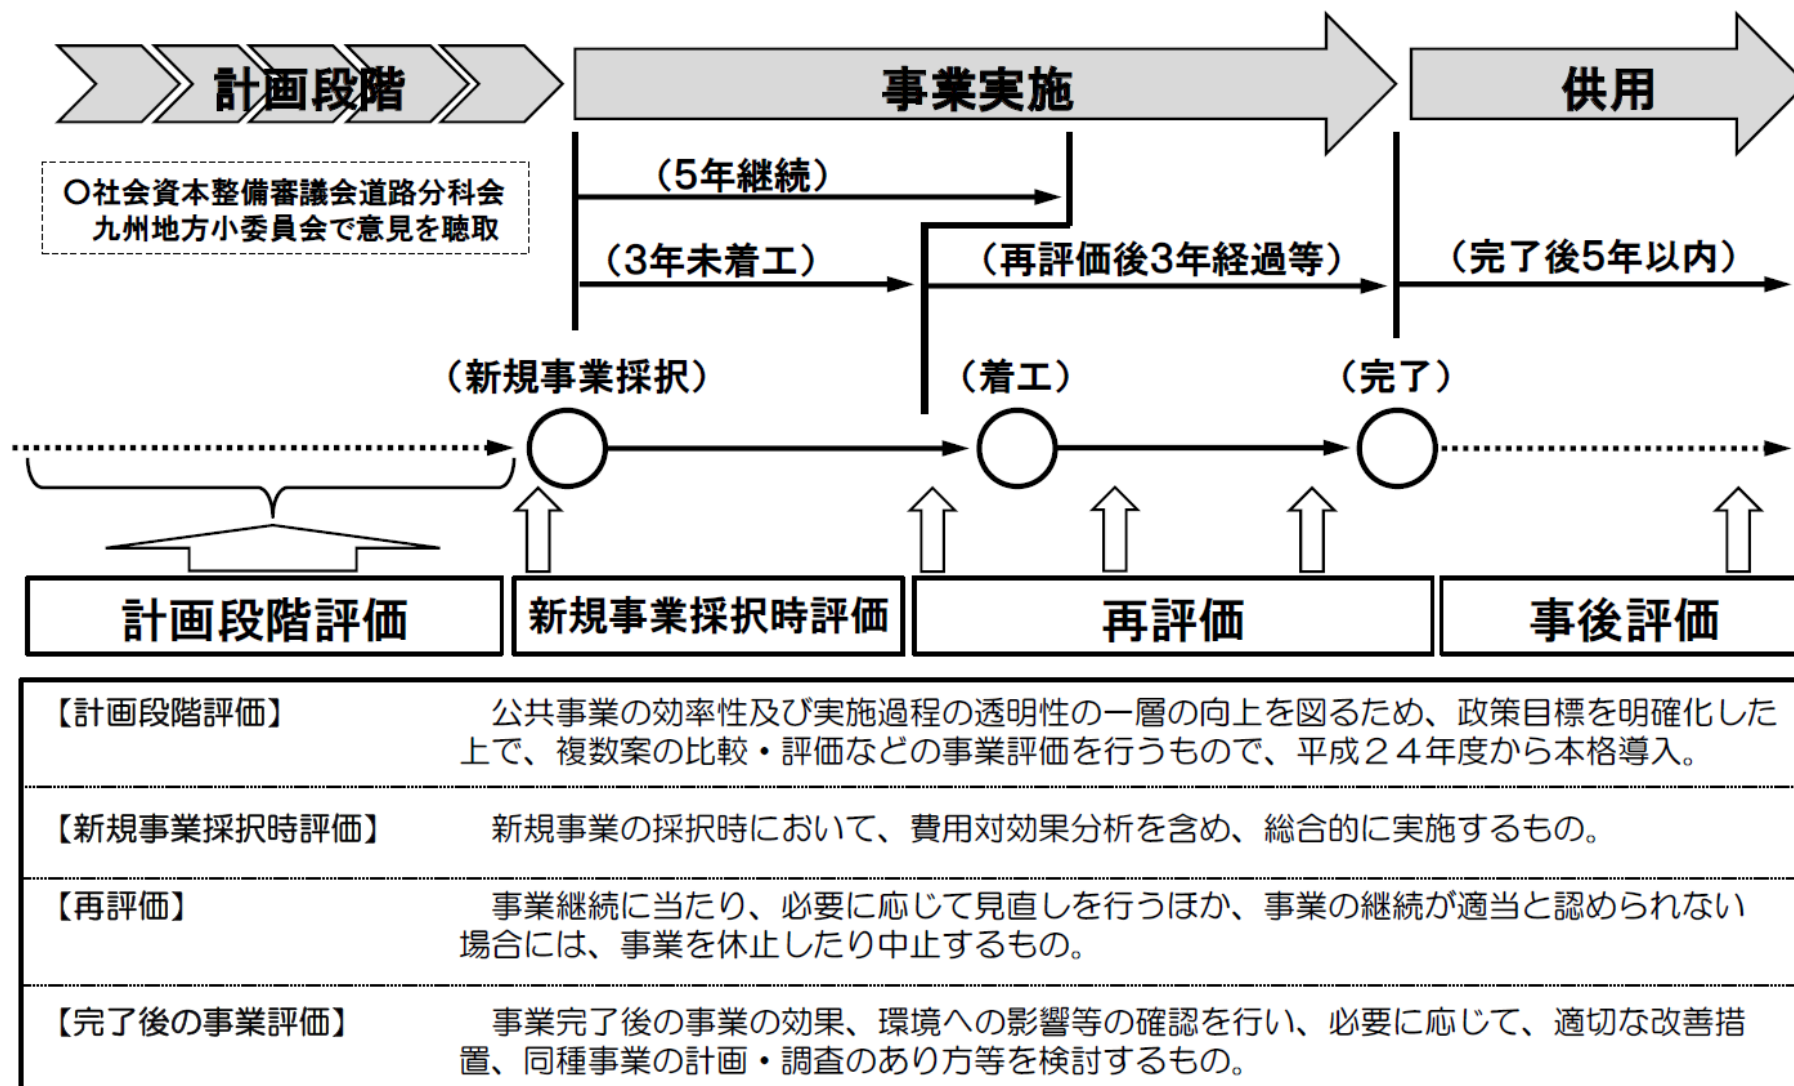 計画段階
事業実施
供用
〇社会資本整備審議会道路分科会
九州地方小委員会で意見を聴取
（5年継続）
（3年未着工）
（再評価後3年経過等）
（完了後5年以内）
（新規事業採択）
（着工）
（完了）
計画段階評価
新規事業採択時評価
再評価
事後評価
【計画段階評価】
公共事業の効率性及び実施過程の透明性の一層の向上を図るため、政策目標を明確化した
上で、複数案の比較・評価などの事業評価を行うもので、平成２４年度から本格導入。
【新規事業採択時評価】
新規事業の採択時において、費用対効果分析を含め、総合的に実施するもの。
【再評価】
事業継続に当たり、必要に応じて見直しを行うほか、事業の継続が適当と認められない
場合には、事業を休止したり中止するもの。
【完了後の事業評価】
事業完了後の事業の効果、環境への影響等の確認を行い、必要に応じて、適切な改善措
置、同種事業の計画・調査のあり方等を検討するもの。